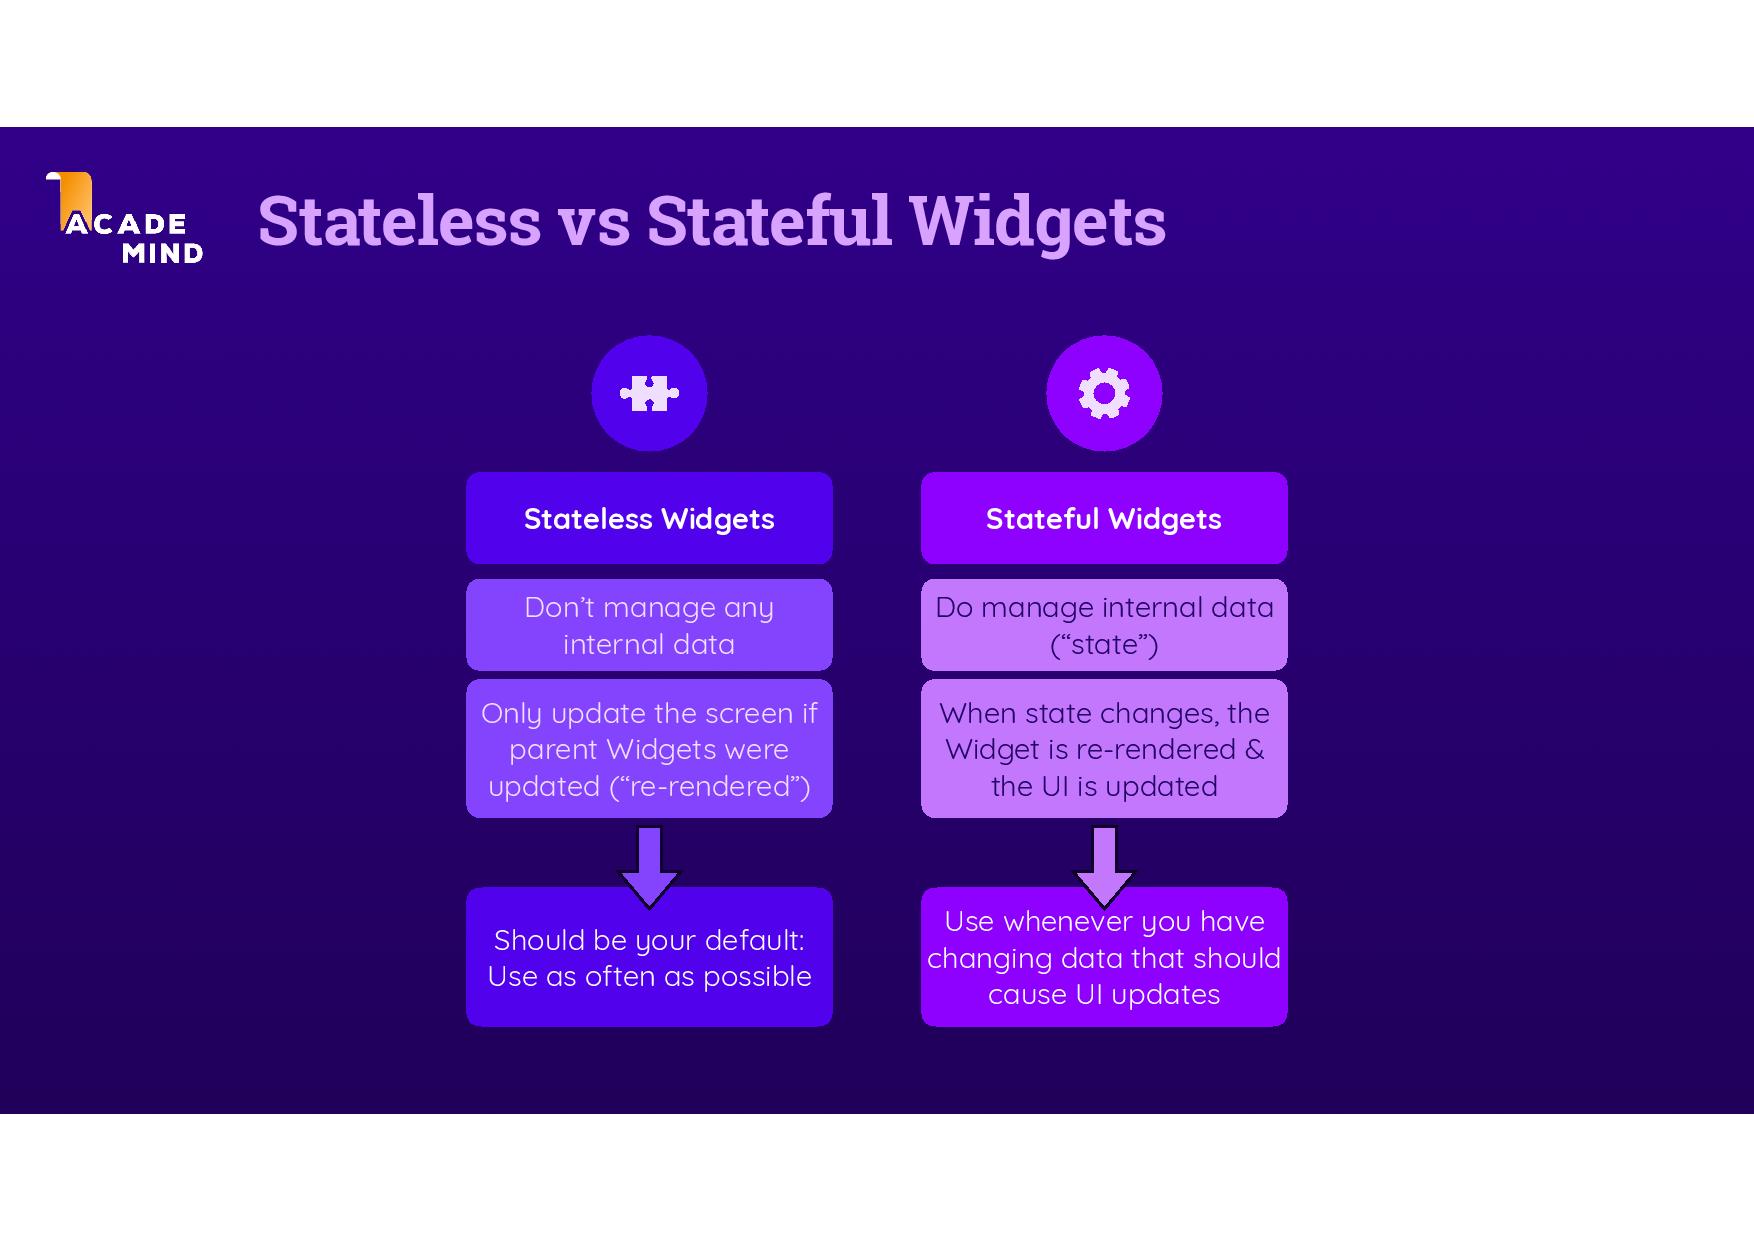 ACADE
MIND
Stateless vs Stateful Widgets
Stateless Widgets
Don’t manage any
internal data
Only update the screen if
parent Widgets were
updated (“re-rendered”)
Should be your default:
Use as often as possible
Stateful Widgets
Do manage internal data
(“state”)
When state changes, the
Widget is re-rendered &
the UI is updated
Use whenever you have
changing data that should
cause UI updates